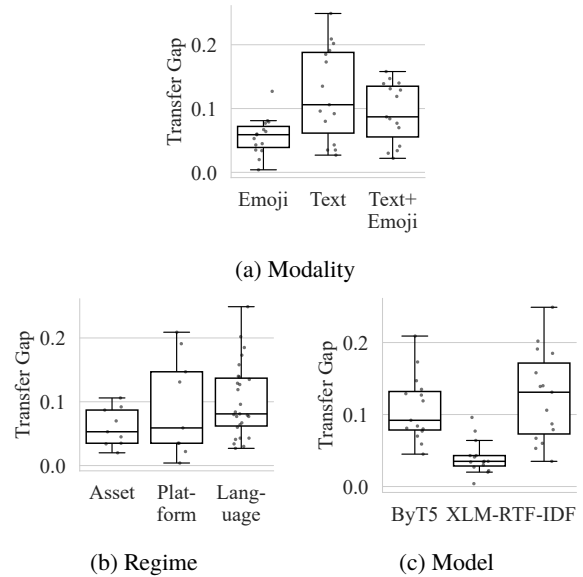 Transfer Gap
0.2
0.1
0.0
Emoji Text Text+
Emoji
(a) Modality
Transfer Gap
0.2
0.1
0.0
Asset Plat- Lang-
form uage
(b) Regime
Transfer Gap
0.2
0.1
0.0
ByT5 XLM-RTF-IDF
(c) Model